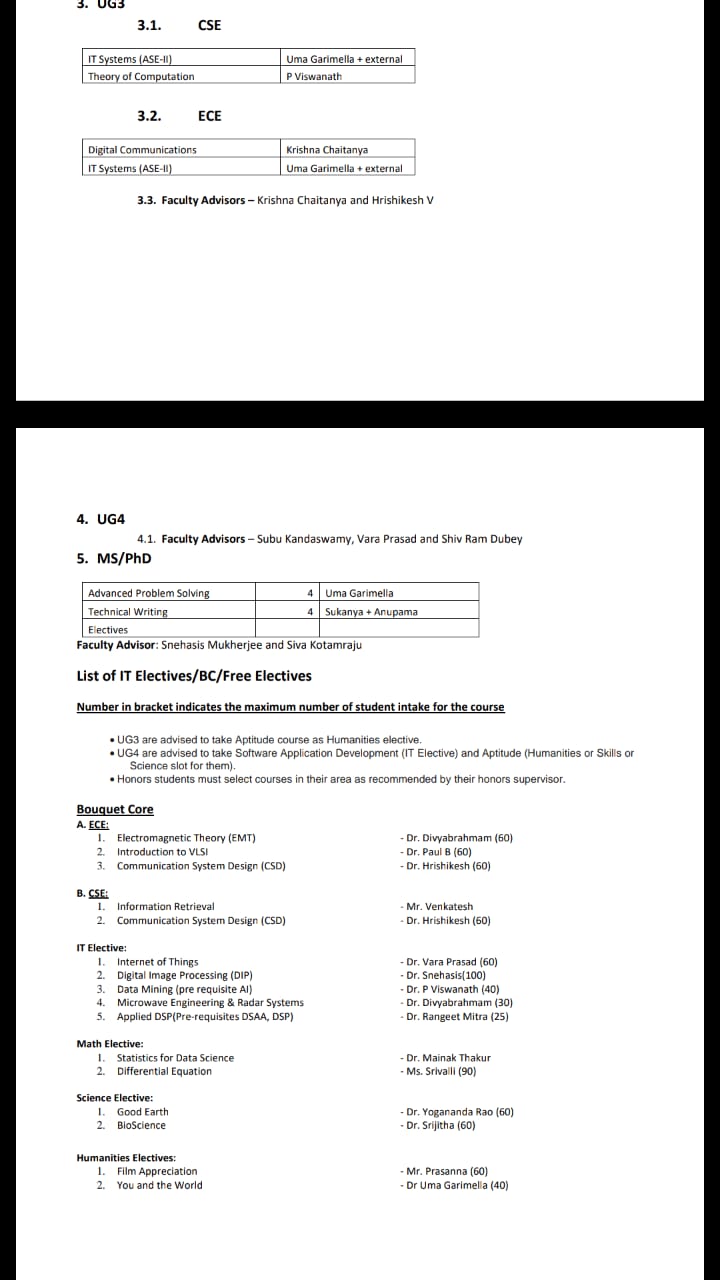 3. UG3
3.1. CSE
IT Systems (ASE-II) Uma Garimella + external
Theory of Computation P Viswanath
3.2. ECE
Digital Communications Krishna Chaitanya
IT Systems (ASE-II) Uma Garimella + external
3.3. Faculty Advisors – Krishna Chaitanya and Hrishikesh V
4. UG4
4.1. Faculty Advisors – Subu Kandaswamy, Vara Prasad and Shiv Ram Dubey
5. MS/PhD
Advanced Problem Solving 4 Uma Garimella
Technical Writing 4 Sukanya + Anupama
Electives
Faculty Advisor: Snehasis Mukherjee and Siva Kotamraju
List of IT Electives/BC/Free Electives
Number in bracket indicates the maximum number of student intake for the course
• UG3 are advised to take Aptitude course as Humanities elective.
• UG4 are advised to take Software Application Development (IT Elective) and Aptitude (Humanities or Skills or
Science slot for them).
• Honors students must select courses in their area as recommended by their honors supervisor.
Bouquet Core
A. ECE:
1. Electromagnetic Theory (EMT) - Dr. Divyabrahmam (60)
2. Introduction to VLSI - Dr. Paul B (60)
3. Communication System Design (CSD) - Dr. Hrishikesh (60)
B. CSE:
1. Information Retrieval - Mr. Venkatesh
2. Communication System Design (CSD) - Dr. Hrishikesh (60)
IT Elective:
1. Internet of Things - Dr. Vara Prasad (60)
2. Digital Image Processing (DIP) - Dr. Snehasis(100)
3. Data Mining (pre requisite AI) - Dr. P Viswanath (40)
4. Microwave Engineering & Radar Systems - Dr. Divyabrahmam (30)
5. Applied DSP(Pre-requisites DSAA, DSP) - Dr. Rangeet Mitra (25)
Math Elective:
1. Statistics for Data Science - Dr. Mainak Thakur
2. Differential Equation - Ms. Srivalli (90)
Science Elective:
1. Good Earth - Dr. Yogananda Rao (60)
2. BioScience - Dr. Srijitha (60)
Humanities Electives:
1. Film Appreciation - Mr. Prasanna (60)
2. You and the World - Dr Uma Garimella (40)